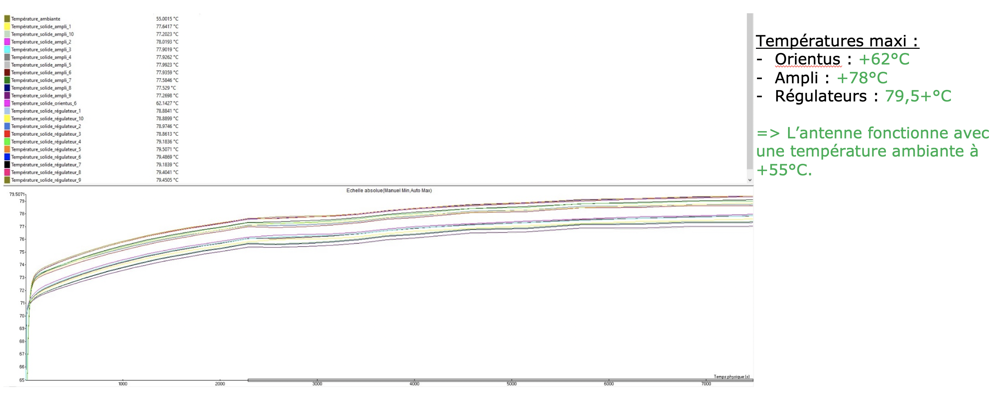 Température_ambiante 55.0015 °C
Température_solide_ampli_1 77.6417 °C
Température_solide_ampli_10 77.2023 °C
Température_solide_ampli_2 78.0193 °C
Température_solide_ampli_3 77.9019 °C
Température_solide_ampli_4 77.9262 °C
Température_solide_ampli_5 77.9923 °C
Température_solide_ampli_6 77.9359 °C
Température_solide_ampli_7 77.5846 °C
Température_solide_ampli_8 77.529 °C
Température_solide_ampli_9 77.2698 °C
Température_solide_orientus_6 62.1427 °C
Température_solide_régulateur_1 78.8841 °C
Température_solide_régulateur_10 78.8899 °C
Température_solide_régulateur_2 78.9746 °C
Température_solide_régulateur_3 78.8613 °C
Température_solide_régulateur_4 79.1836 °C
Température_solide_régulateur_5 79.5071 °C
Température_solide_régulateur_6 79.4869 °C
Température_solide_régulateur_7 79.1839 °C
Température_solide_régulateur_8 79.4041 °C
Température_solide_régulateur_9 79.4505 °C
Températures maxi :
- Orientus : +62°C
- Ampli : +78°C
- Régulateurs : 79,5+°C
=> L’antenne fonctionne avec
une température ambiante à
+55°C.
Echelle absolue(Manuel Min,Auto Max)
79.5071
79
78
77
76
75
74
73
72
71
70
69
68
67
66
65
Temps physique (s)
1000 2000 3000 4000 5000 6000 7000